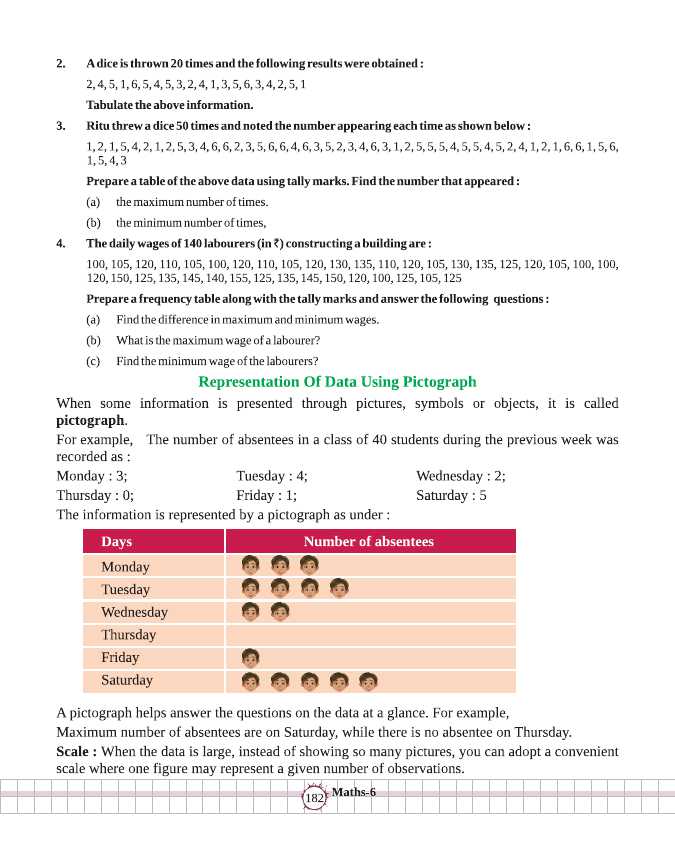 2. A dice is thrown 20 times and the following results were obtained :
2, 4, 5, 1, 6, 5, 4, 5, 3, 2, 4, 1, 3, 5, 6, 3, 4, 2, 5, 1
Tabulate the above information.
3. Ritu threw a dice 50 times and noted the number appearing each time as shown below :
1, 2, 1, 5, 4, 2, 1, 2, 5, 3, 4, 6, 6, 2, 3, 5, 6, 6, 4, 6, 3, 5, 2, 3, 4, 6, 3, 1, 2, 5, 5, 5, 4, 5, 5, 4, 5, 2, 4, 1, 2, 1, 6, 6, 1, 5, 6,
1, 5, 4, 3
Prepare a table of the above data using tally marks. Find the number that appeared :
(a) the maximum number of times.
(b) the minimum number of times,
4. The daily wages of 140 labourers (in ₹) constructing a building are :
100, 105, 120, 110, 105, 100, 120, 110, 105, 120, 130, 135, 110, 120, 105, 130, 135, 125, 120, 105, 100, 100,
120, 150, 125, 135, 145, 140, 155, 125, 135, 145, 150, 120, 100, 125, 105, 125
Prepare a frequency table along with the tally marks and answer the following questions :
(a) Find the difference in maximum and minimum wages.
(b) What is the maximum wage of a labourer?
(c) Find the minimum wage of the labourers?
Representation Of Data Using Pictograph
When some information is presented through pictures, symbols or objects, it is called
pictograph.
For example, The number of absentees in a class of 40 students during the previous week was
recorded as :
Monday : 3; Tuesday : 4; Wednesday : 2;
Thursday : 0; Friday : 1; Saturday : 5
The information is represented by a pictograph as under :
Days Number of absentees
Monday
Tuesday
Wednesday
Thursday
Friday
Saturday
A pictograph helps answer the questions on the data at a glance. For example,
Maximum number of absentees are on Saturday, while there is no absentee on Thursday.
Scale : When the data is large, instead of showing so many pictures, you can adopt a convenient
scale where one figure may represent a given number of observations.
182 Maths-6